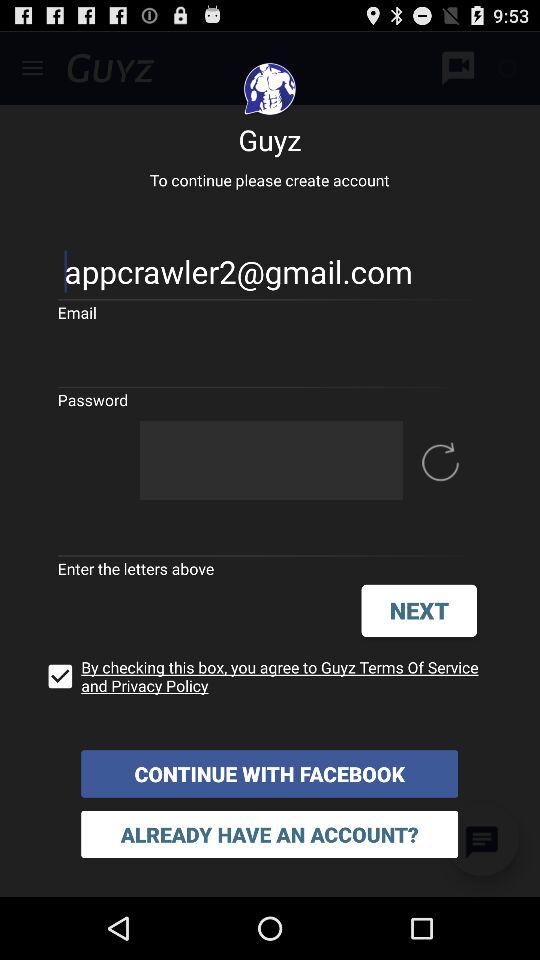 9:53
GUYZ
Guyz
To continue please create account
appcrawler2@gmail.com
Email
Password
Enter the letters above
NEXT
By checking this box, you agree to Guyz Terms Of Service
and Privacy Policy
CONTINUE WITH FACEBOOK
ALREADY HAVE AN ACCOUNT?